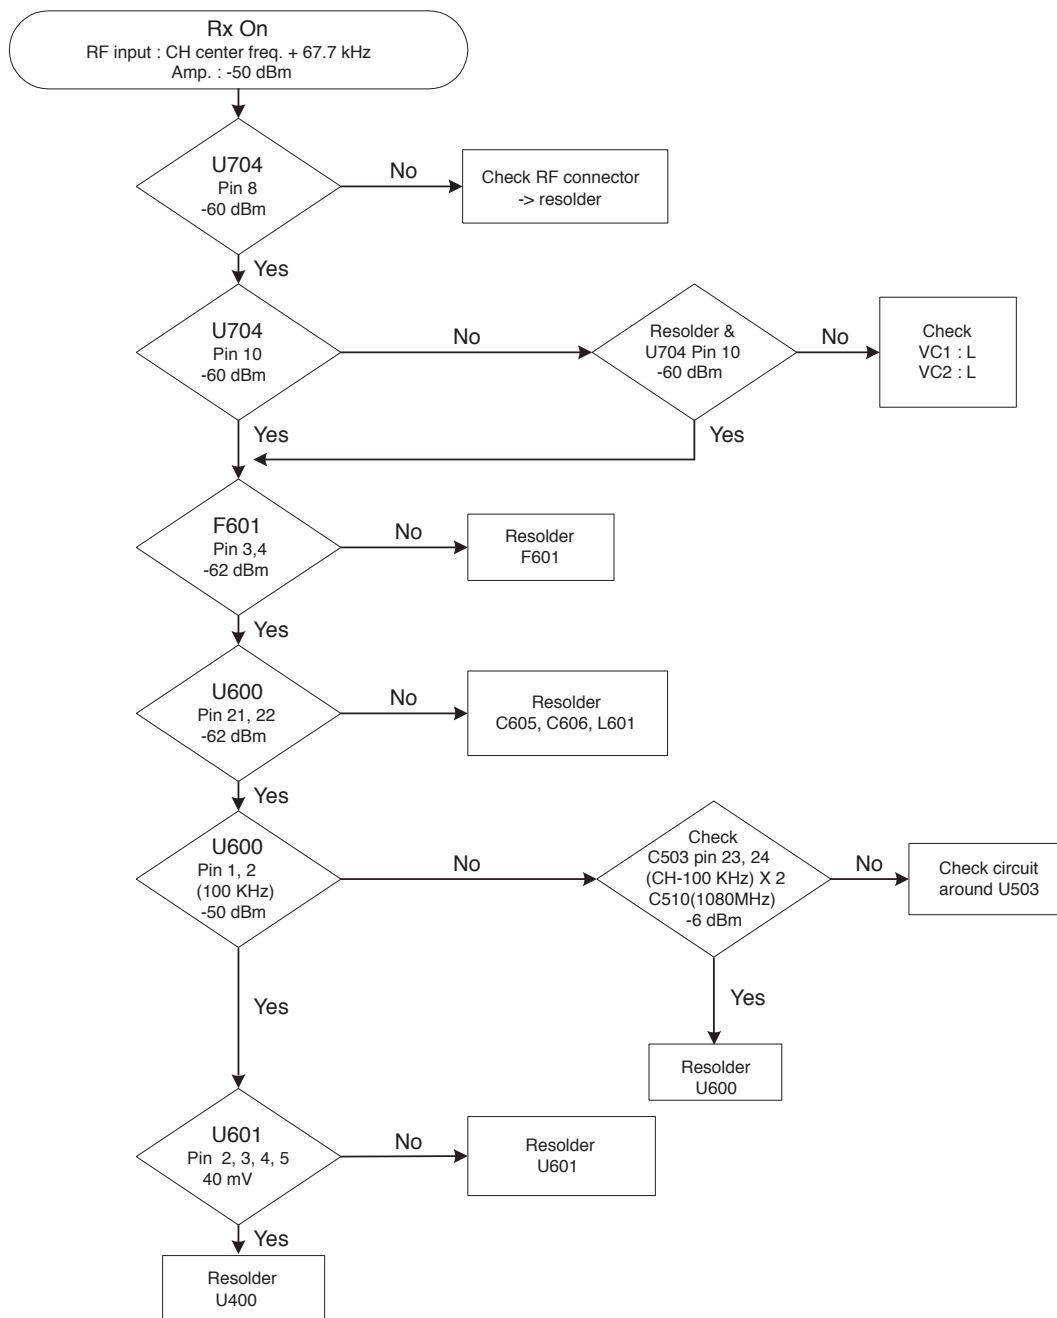 Rx On
RF input : CH center freq. + 67.7 kHz
Amp. : -50 dBm
U704
Pin 8
-60 dBm
No
Check RF connector
-> resolder
Yes
U704
Pin 10
-60 dBm
No
Resolder &
U704 Pin 10
-60 dBm
No
Check
VC1 : L
VC2 : L
Yes
Yes
F601
Pin 3,4
-62 dBm
No
Resolder
F601
Yes
U600
Pin 21, 22
-62 dBm
No
Resolder
C605, C606, L601
Yes
U600
Pin 1, 2
(100 KHz)
-50 dBm
No
Check
C503 pin 23, 24
(CH-100 KHz) X 2
C510(1080MHz)
-6 dBm
No
Check circuit
around U503
Yes
Yes
Resolder
U600
U601
Pin 2, 3, 4, 5
40 mV
No
Resolder
U601
Yes
Resolder
U400